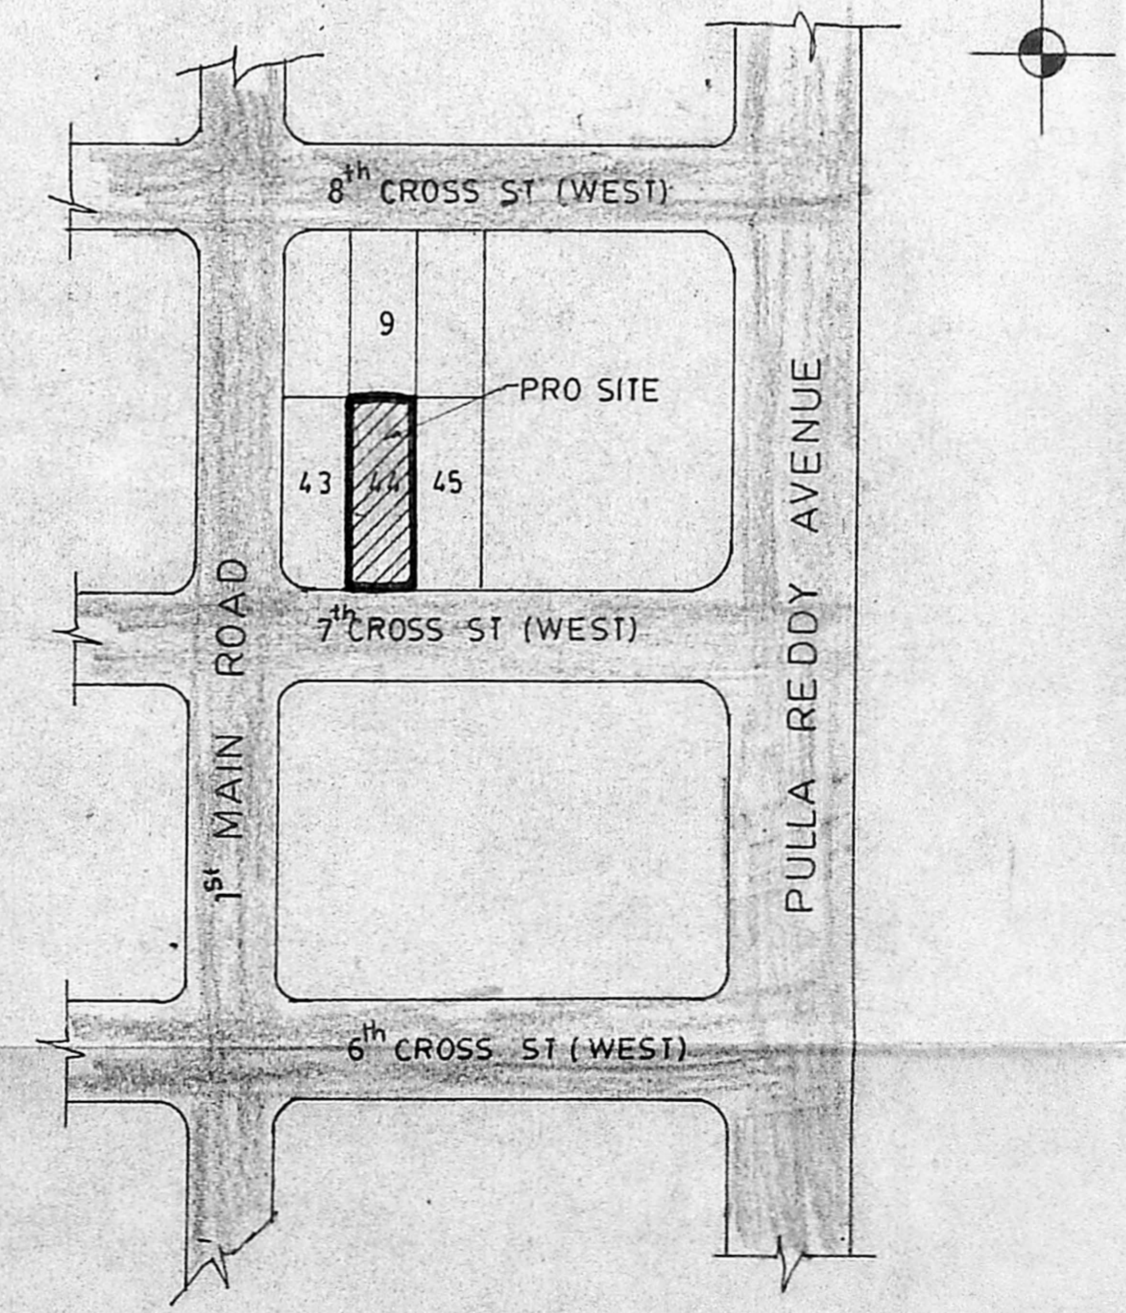 8th CROSS ST (WEST)
9
PRO SITE
43
44
45
7th CROSS ST (WEST)
1st MAIN ROAD
PULLA REDDY AVENUE
6th CROSS ST (WEST)